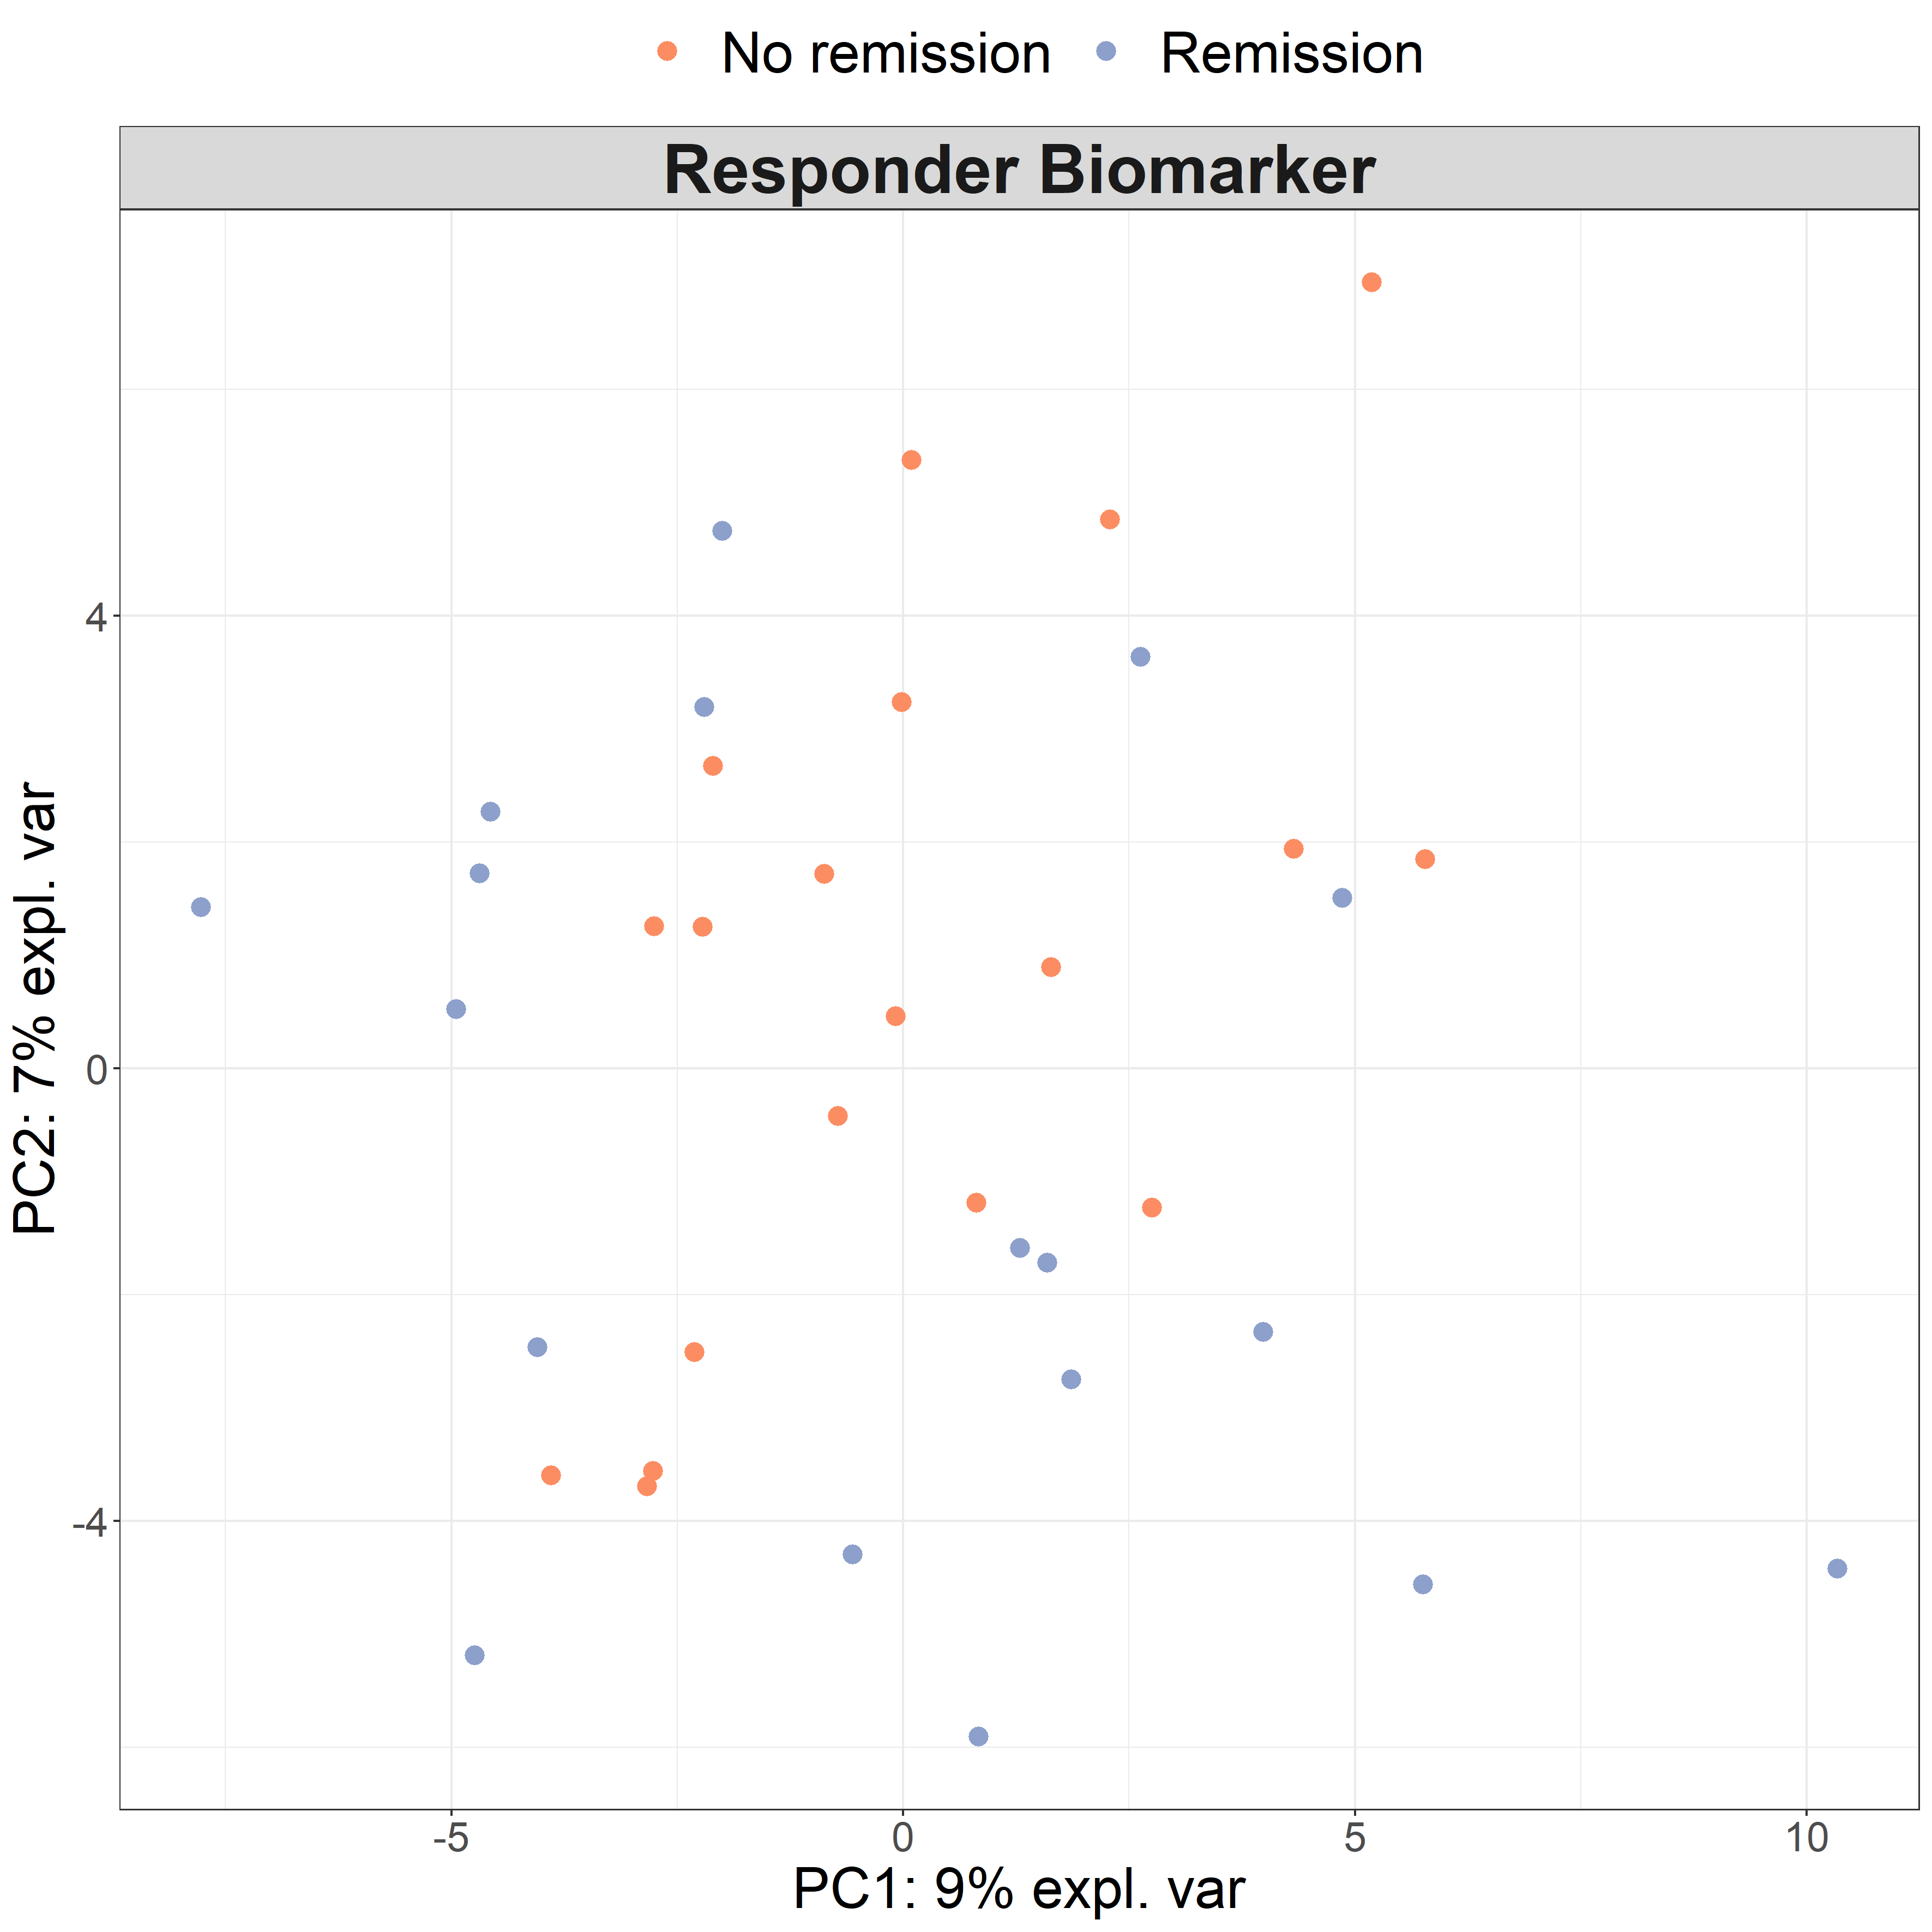 No remission Remission
Responder Biomarker
PC2: 7% expl. var
4
0
-4
-5 0 5 10
PC1: 9% expl. var